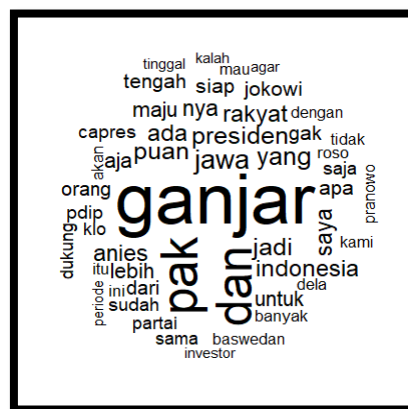 tinggal
kalah
mau
agar
tengah
siap
jokowi
maju
nya
rakyat
dengan
capres
ada
presiden
gak
tidak
akan
aja
puan
jawa
yang
roso
saja
orang
ganjar
apa
pranowo
pdip
klo
saya
kami
dukung
anies
pak
dan
jadi
itu
lebih
indonesia
periode
ini
dari
dela
sudah
untuk
banyak
partai
sama
baswedan
investor